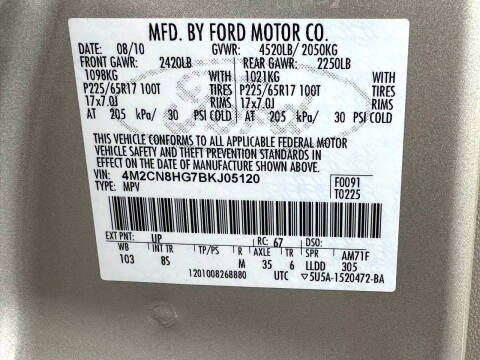 MFD. BY FORD MOTOR CO.
DATE: 08/10 GVWR: 4520LB/ 2050KG
FRONT GAWR: 2420LB REAR GAWR: 2250LB
1098KG WITH 1021KG WITH
P225/65R17 100T TIRES P225/65R17 100T TIRES
17x7.0J RIMS 17x7.0J RIMS
AT 205 kPa/ 30 PSI COLD AT 205 kPa/ 30 PSI COLD
THIS VEHICLE CONFORMS TO ALL APPLICABLE FEDERAL MOTOR
VEHICLE SAFETY AND THEFT PREVENTION STANDARDS IN
EFFECT ON THE DATE OF MANUFACTURE SHOWN ABOVE.
VIN: 4M2CN8HG7BKJ05120 F0091
TYPE: MPV T0225
EXT PNT: UP RC: 67 DSO:
WB INT TR TP/PS R AXLE TR SPR AM71F
103 8S M 35 6 LLDD 305
1201008268880 UTC ▽5U5A-1520472-BA